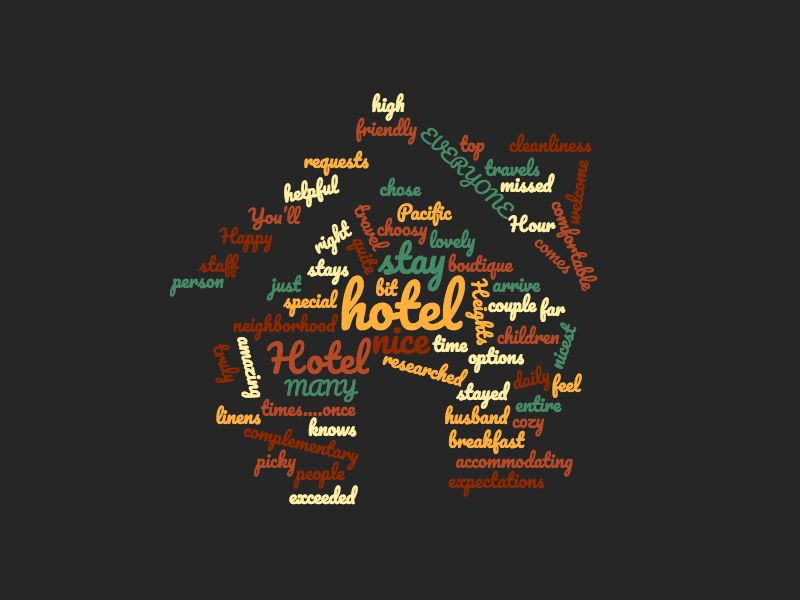 high
friendly
EVERYONE
top
cleanliness
requests
travels
missed
welcome
helpful
chose
You'll
Pacific
Hour
comfortable
travel
choosy
Happy
right
quite
lovely
comes
staff
stays
stay
boutique
person
just
bit
Heights
arrive
special
hotel
couple
far
neighborhood
nice
time
children
nicest
truly
amazing
Hotel
options
researched
MANY
daily
feel
stayed
linens
times....once
entire
husband
cozy
knows
complementary
breakfast
picky
people
accommodating
expectations
exceeded